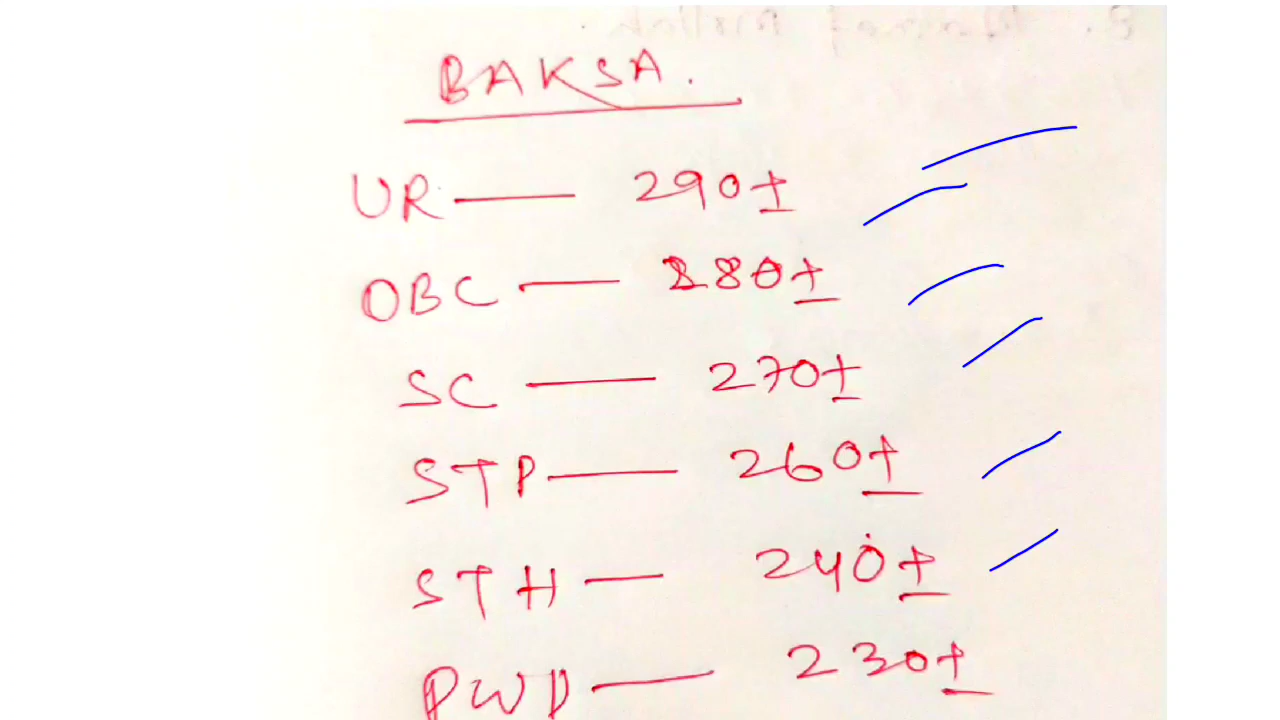 BAKSA.
UR — 290±
OBC — 280±
SC — 270±
STP — 260±
STH — 240±
PWD — 230±